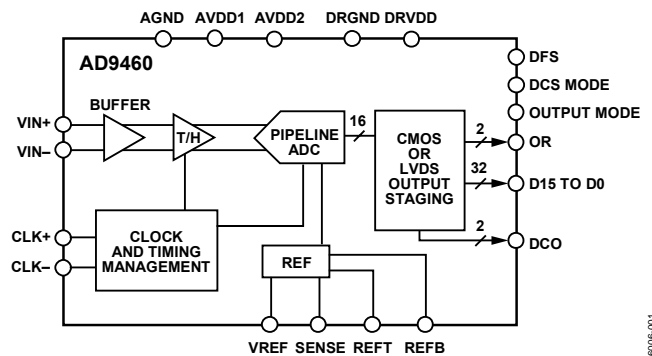 AGND AVDD1 AVDD2 DRGND DRVDD
AD9460
DFS
DCS MODE
OUTPUT MODE
BUFFER
VIN+
VIN–
T/H
PIPELINE
ADC
16
CMOS
OR
LVDS
OUTPUT
STAGING
2
OR
32
D15 TO D0
2
DCO
CLK+
CLK–
CLOCK
AND TIMING
MANAGEMENT
REF
VREF SENSE REFT REFB